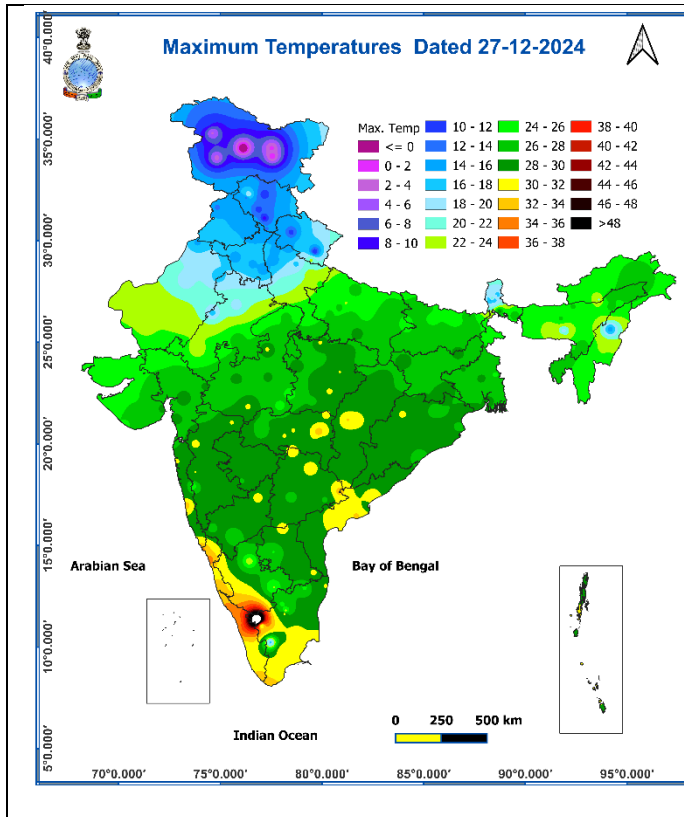 Maximum Temperatures Dated 27-12-2024
Max. Temp
<= 0
0 - 2
2 - 4
4 - 6
6 - 8
8 - 10
10 - 12
12 - 14
14 - 16
16 - 18
18 - 20
20 - 22
22 - 24
24 - 26
26 - 28
28 - 30
30 - 32
32 - 34
34 - 36
36 - 38
38 - 40
40 - 42
42 - 44
44 - 46
46 - 48
>48
40°0.000'
35°0.000'
30°0.000'
25°0.000'
20°0.000'
15°0.000'
10°0.000'
5°0.000'
Arabian Sea
Bay of Bengal
Indian Ocean
0 250 500 km
70°0.000' 75°0.000' 80°0.000' 85°0.000' 90°0.000' 95°0.000'